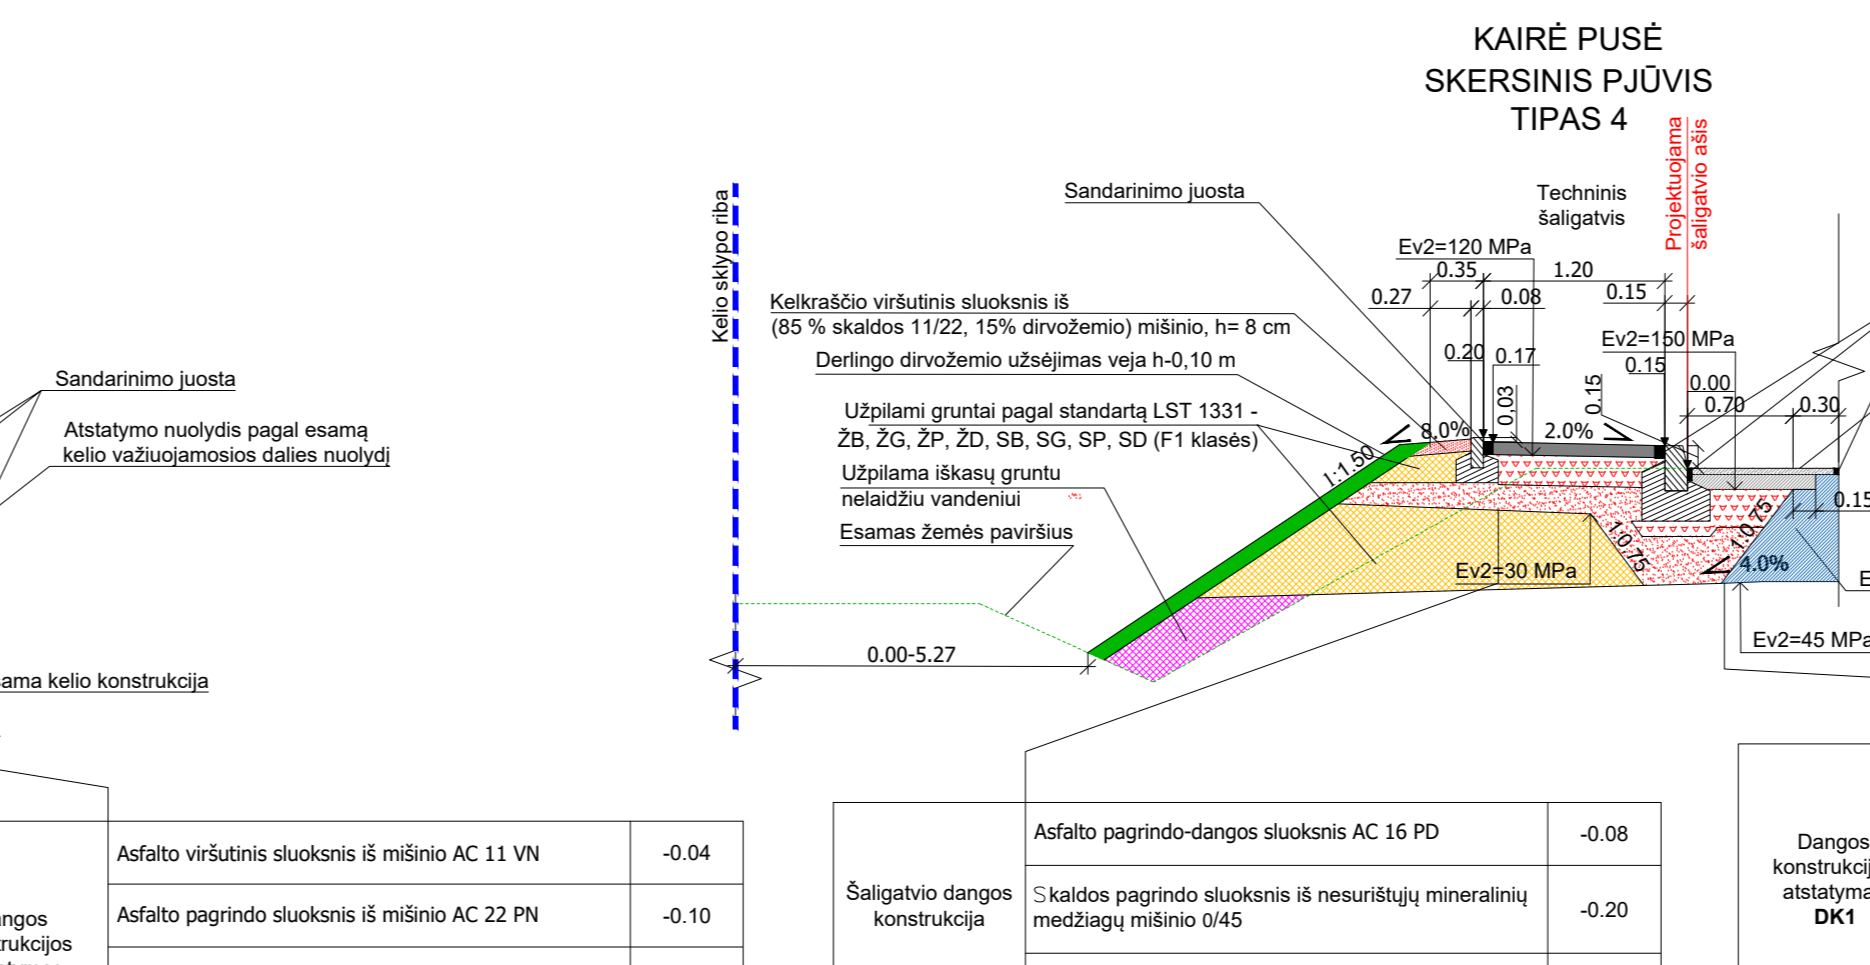 KAIRĖ PUSĖ
SKERSINIS PJŪVIS
TIPAS 4
Projektuojama
šaligatvio ašis
Kelio sklypo riba
Sandarinimo juosta
Techninis
šaligatvis
Ev2=120 MPa
0.35
1.20
0.27
0.08
0.15
Kelkraščio viršutinis sluoksnis iš
(85 % skaldos 11/22, 15% dirvožemio) mišinio, h= 8 cm
Ev2=150 MPa
Derlingo dirvožemio užsėjimas veja h-0,10 m
0.20
0.17
0.15
0.15
0.00
0,03
0.70
0.30
Sandarinimo juosta
Atstatymo nuolydis pagal esamą
kelio važiuojamosios dalies nuolydį
Užpilami gruntai pagal standartą LST 1331 -
ŽB, ŽG, ŽP, ŽD, SB, SG, SP, SD (F1 klasės)
8.0%
2.0%
1:1.50
Užpilama iškasų gruntu
nelaidžiu vandeniui
0.15
Esamas žemės paviršius
1:0.75
1:0.75
4.0%
Ev2=30 MPa
E
Ev2=45 MPa
0.00-5.27
sama kelio konstrukcija
Asfalto viršutinis sluoksnis iš mišinio AC 11 VN
-0.04
Asfalto pagrindo sluoksnis iš mišinio AC 22 PN
-0.10
angos
trukcijos
Šaligatvio dangos
konstrukcija
Asfalto pagrindo-dangos sluoksnis AC 16 PD
-0.08
Skaldos pagrindo sluoksnis iš nesurištųjų mineralinių
medžiagų mišinio 0/45
-0.20
Dangos
konstrukcij
atstatyma
DK1